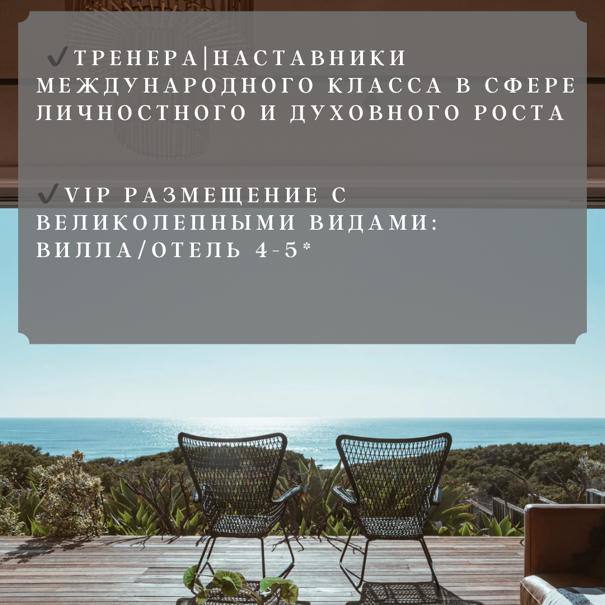 ✔ТРЕНЕРА|НАСТАВНИКИ
МЕЖДУНАРОДНОГО КЛАССА В СФЕРЕ
ЛИЧНОСТНОГО И ДУХОВНОГО РОСТА
✔VIP РАЗМЕЩЕНИЕ С
ВЕЛИКОЛЕПНЫМИ ВИДАМИ:
ВИЛЛА/ОТЕЛЬ 4-5*